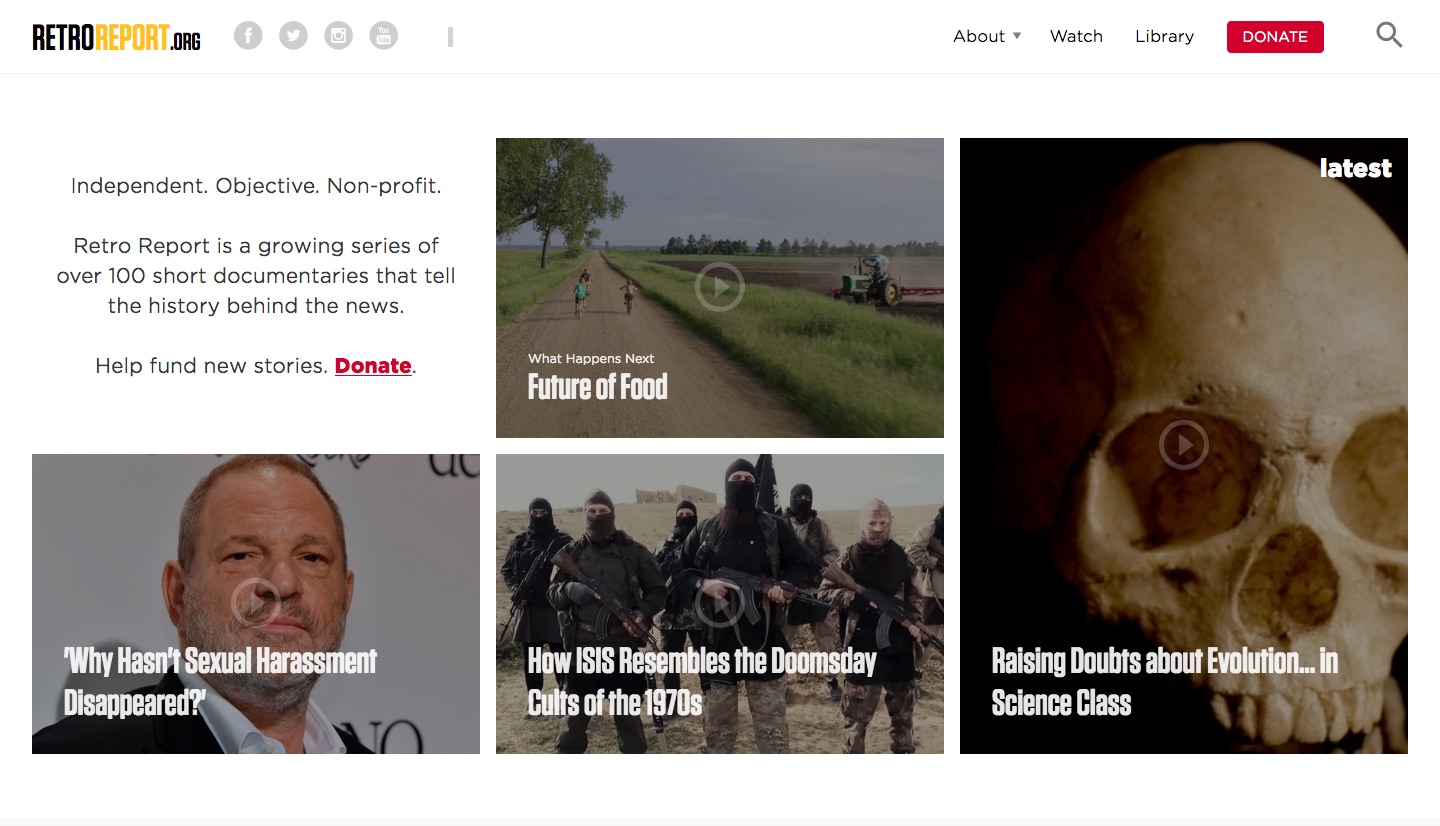 RETROREPORT.ORG
About
Watch
Library
DONATE
Independent. Objective. Non-profit.
Retro Report is a growing series of
over 100 short documentaries that tell
the history behind the news.
Help fund new stories. Donate.
What Happens Next
Future of Food
latest
'Why Hasn't Sexual Harassment
Disappeared?'
How ISIS Resembles the Doomsday
Cults of the 1970s
Raising Doubts about Evolution... in
Science Class